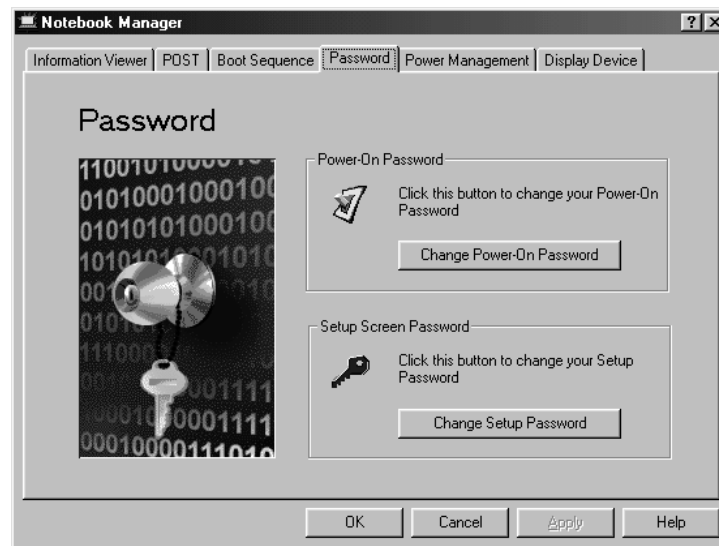 Notebook Manager
Information Viewer POST Boot Sequence Password Power Management Display Device
Password
Power-On Password
Click this button to change your Power-On
Password
Change Power-On Password
Setup Screen Password
Click this button to change your Setup
Password
Change Setup Password
OK Cancel Apply Help